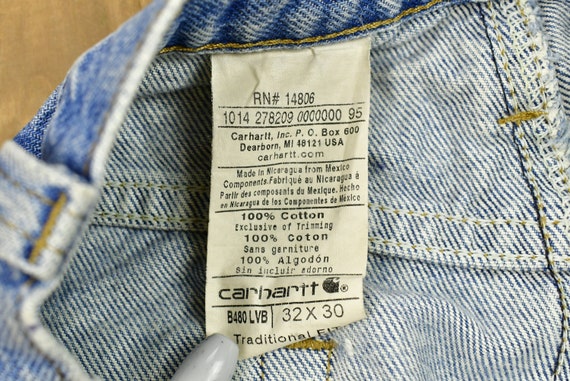 RN# 14806
1014 278209 0000000 95
Carhartt, Inc. P. O. Box 600
Dearborn, MI 48121 USA
carhartt.com
Made in Nicaragua from Mexico
Components.Fabriqué au Nicaragua à
Partir des composants du Mexique. Hecho
en Nicaragua de los Componentes de México
100% Cotton
Exclusive of Trimming
100% Coton
Sans garniture
100% Algodón
Sin incluir adorno
carhartt
B480 LVB 32 X 30
Traditional